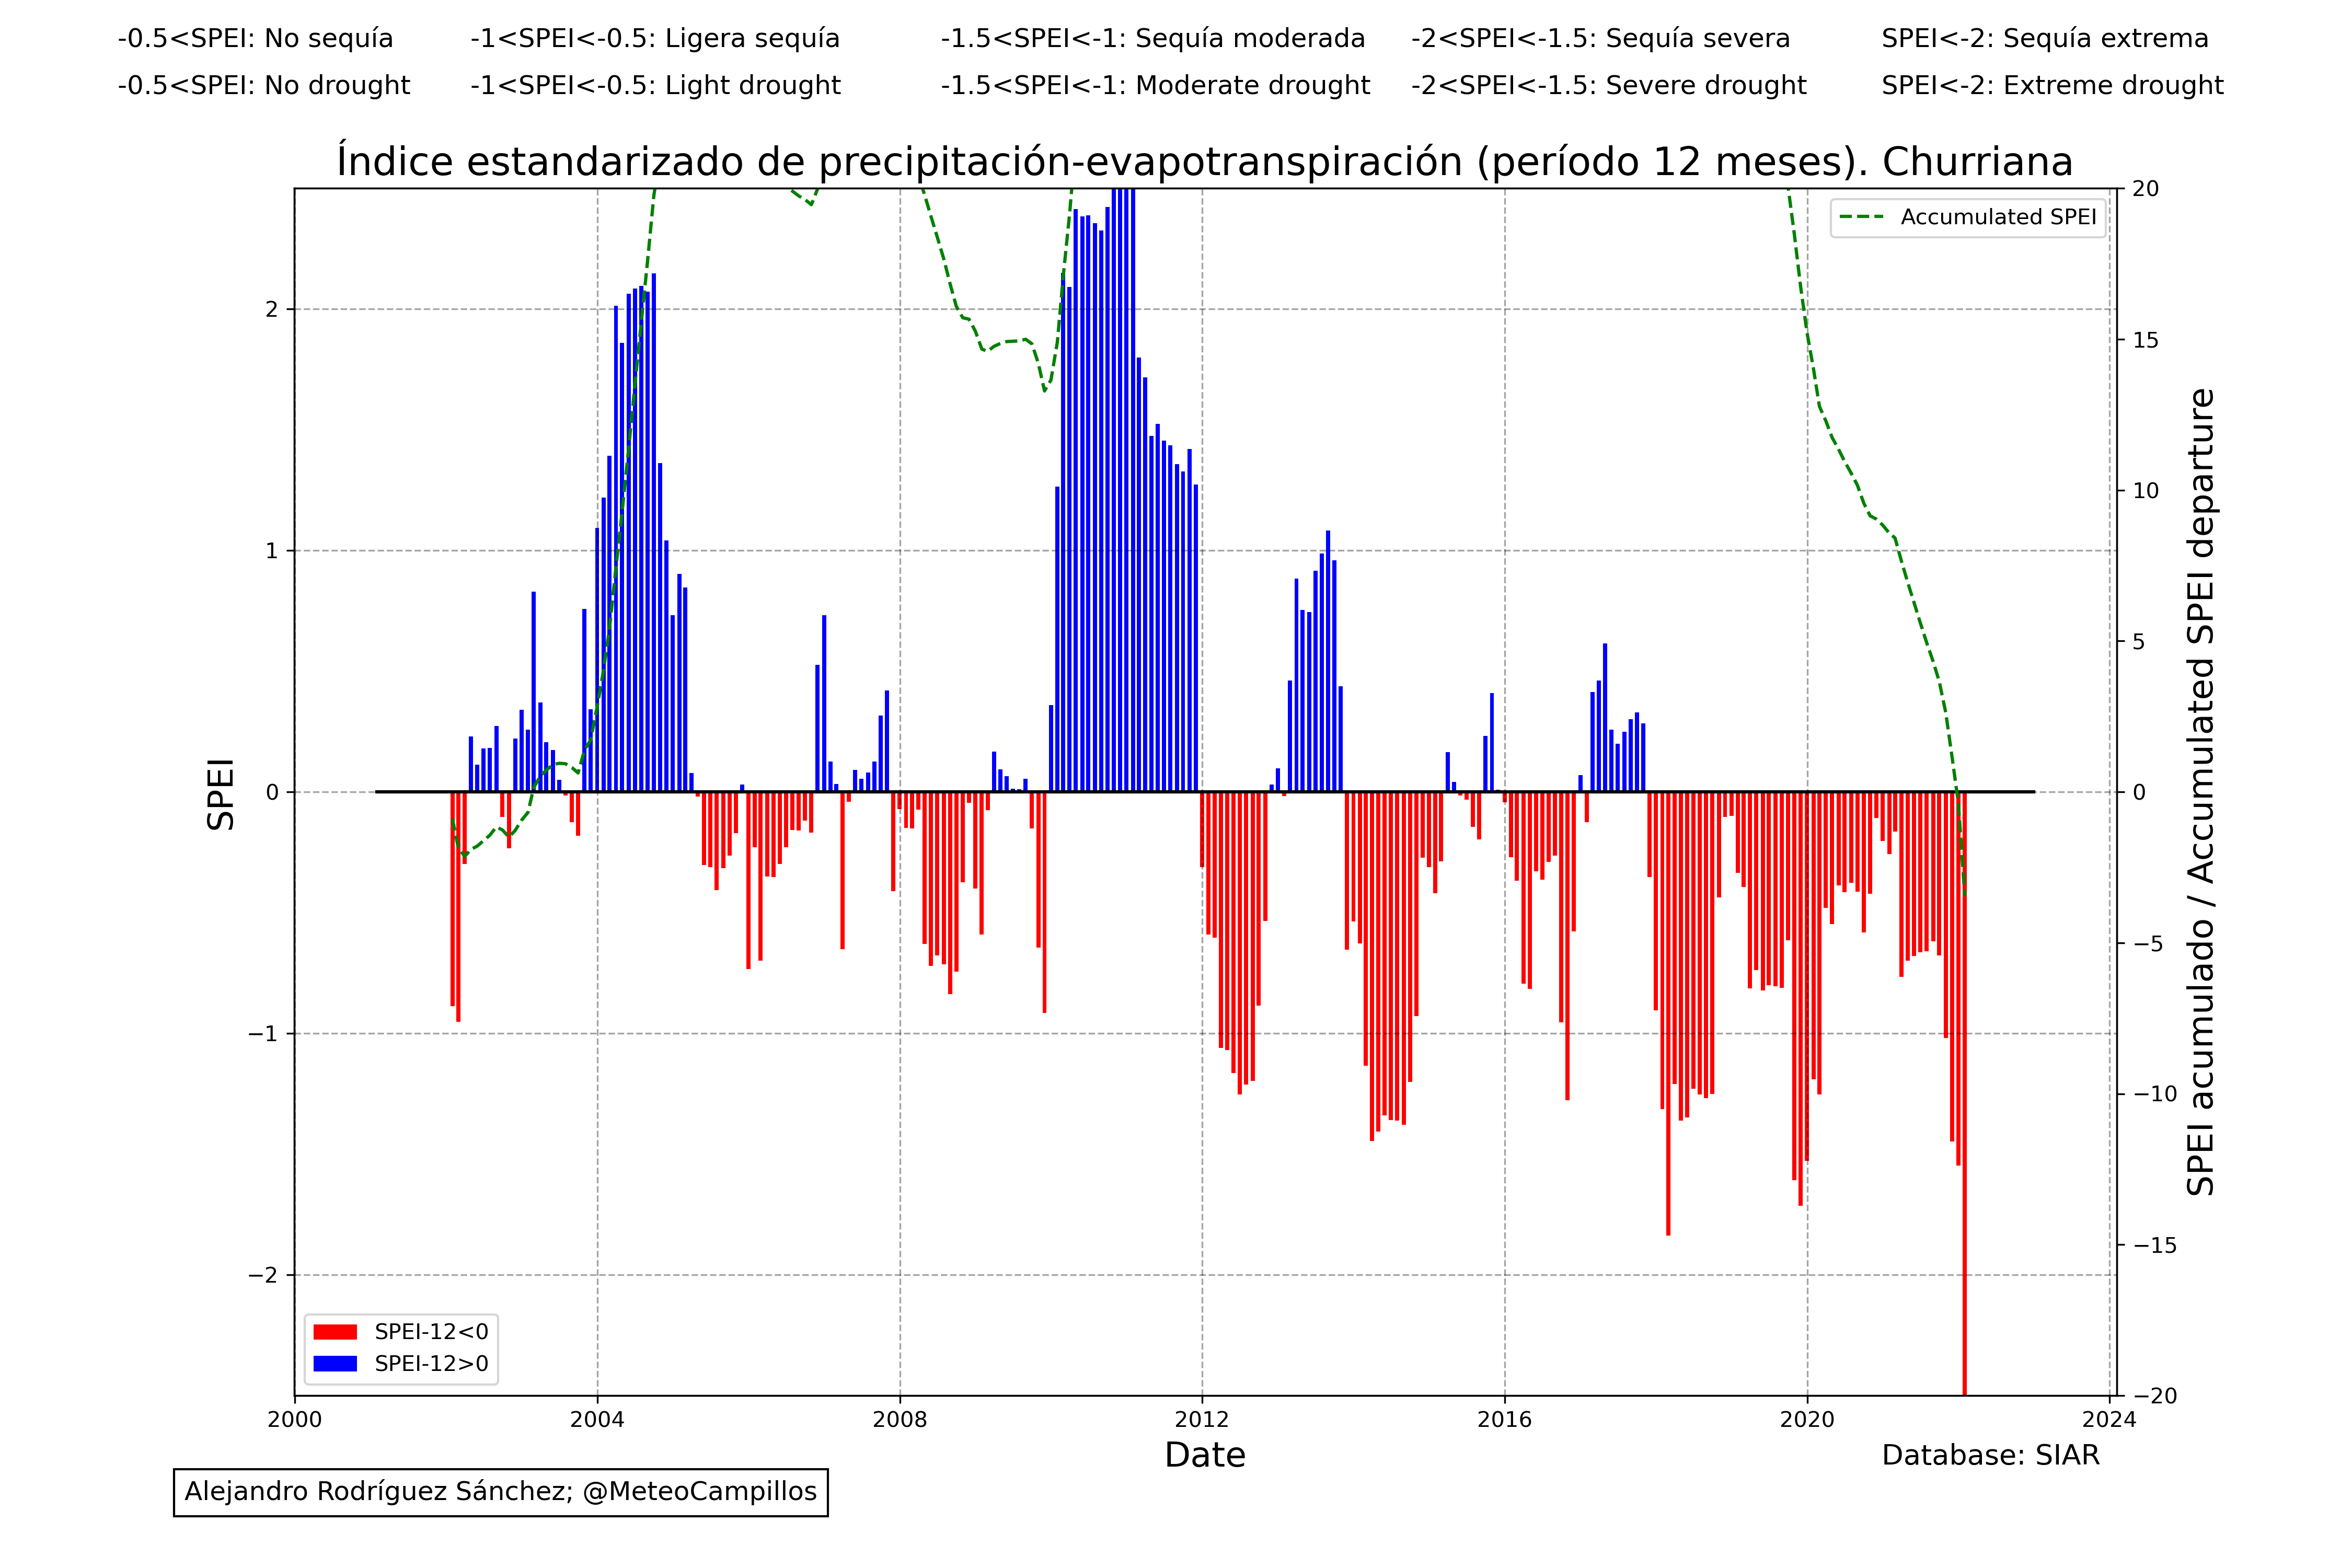 -0.5<SPEI: No sequía -1<SPEI<-0.5: Ligera sequía -1.5<SPEI<-1: Sequía moderada -2<SPEI<-1.5: Sequía severa SPEI<-2: Sequía extrema
-0.5<SPEI: No drought -1<SPEI<-0.5: Light drought -1.5<SPEI<-1: Moderate drought -2<SPEI<-1.5: Severe drought SPEI<-2: Extreme drought
Índice estandarizado de precipitación-evapotranspiración (período 12 meses). Churriana
Accumulated SPEI
SPEI
2
1
0
−1
−2
20
15
10
5
0
−5
−10
−15
−20
SPEI acumulado / Accumulated SPEI departure
SPEI-12<0
SPEI-12>0
2000 2004 2008 2012 2016 2020 2024
Date
Database: SIAR
Alejandro Rodríguez Sánchez; @MeteoCampillos